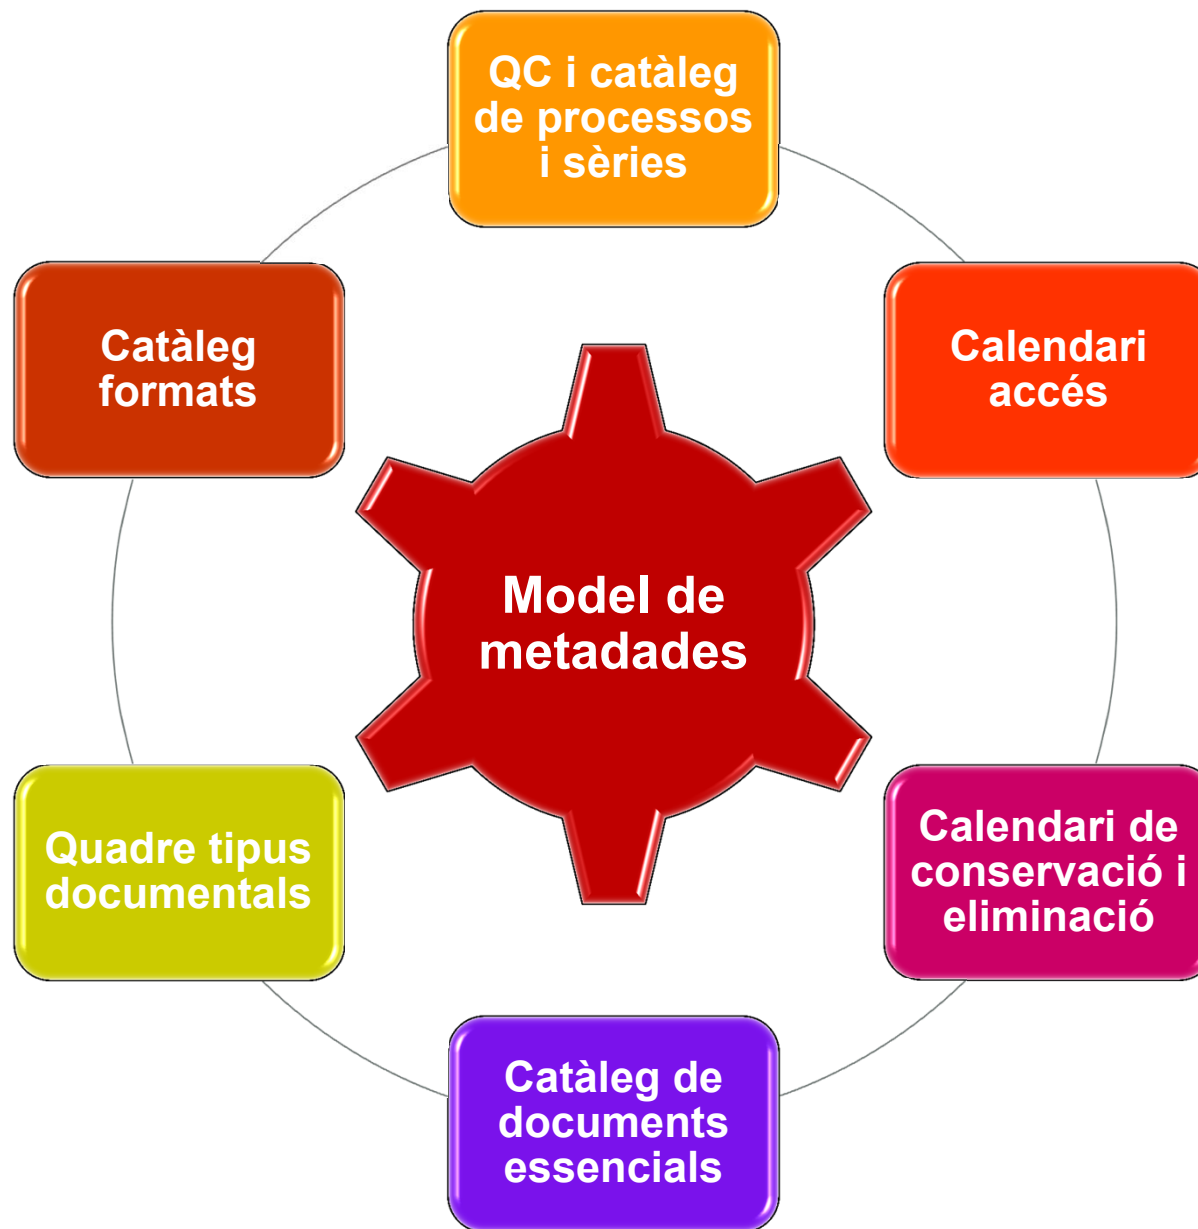 QC i catàleg
de processos
i sèries
Catàleg
formats
Calendari
accés
Model de
metadades
Quadre tipus
documentals
Calendari de
conservació i
eliminació
Catàleg de
documents
essencials